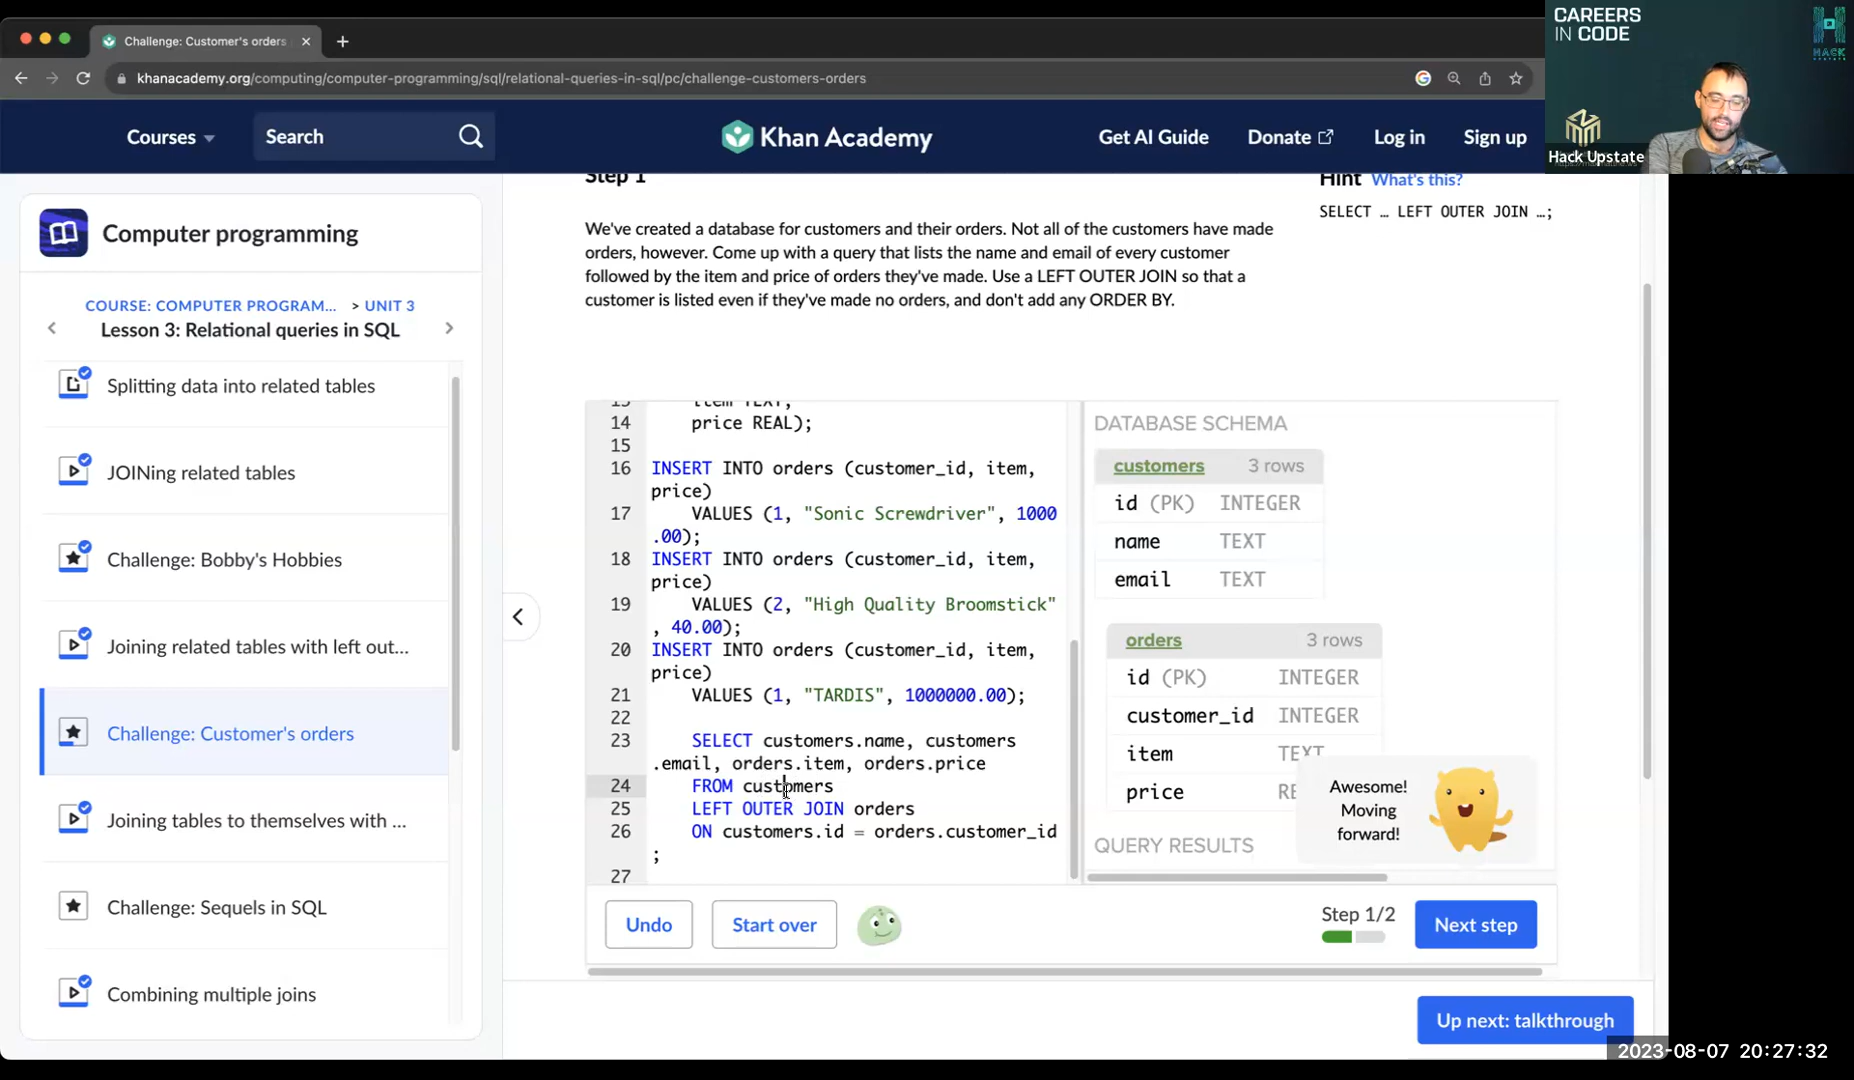 Challenge: Customer's orders
khanacademy.org/computing/computer-programming/sql/relational-queries-in-sql/pc/challenge-customers-orders
CAREERS
IN CODE
HACK
UPSTATE
Hack Upstate
Courses
Search
Khan Academy
Get AI Guide
Donate
Log in
Sign up
Computer programming
COURSE: COMPUTER PROGRAM... > UNIT 3
Lesson 3: Relational queries in SQL
Splitting data into related tables
JOINing related tables
Challenge: Bobby's Hobbies
Joining related tables with left out...
Challenge: Customer's orders
Joining tables to themselves with ...
Challenge: Sequels in SQL
Combining multiple joins
Step 1
We've created a database for customers and their orders. Not all of the customers have made
orders, however. Come up with a query that lists the name and email of every customer
followed by the item and price of orders they've made. Use a LEFT OUTER JOIN so that a
customer is listed even if they've made no orders, and don't add any ORDER BY.
Hint What's this?
SELECT … LEFT OUTER JOIN …;
13 item TEXT,
14 price REAL);
15
16 INSERT INTO orders (customer_id, item,
price)
17 VALUES (1, "Sonic Screwdriver", 1000
.00);
18 INSERT INTO orders (customer_id, item,
price)
19 VALUES (2, "High Quality Broomstick"
, 40.00);
20 INSERT INTO orders (customer_id, item,
price)
21 VALUES (1, "TARDIS", 1000000.00);
22
23 SELECT customers.name, customers
.email, orders.item, orders.price
24 FROM customers
25 LEFT OUTER JOIN orders
26 ON customers.id = orders.customer_id
;
27
DATABASE SCHEMA
customers 3 rows
id (PK) INTEGER
name TEXT
email TEXT
orders 3 rows
id (PK) INTEGER
customer_id INTEGER
item TEXT
price RE
QUERY RESULTS
Awesome!
Moving
forward!
Undo
Start over
Step 1/2
Next step
Up next: talkthrough
2023-08-07 20:27:32